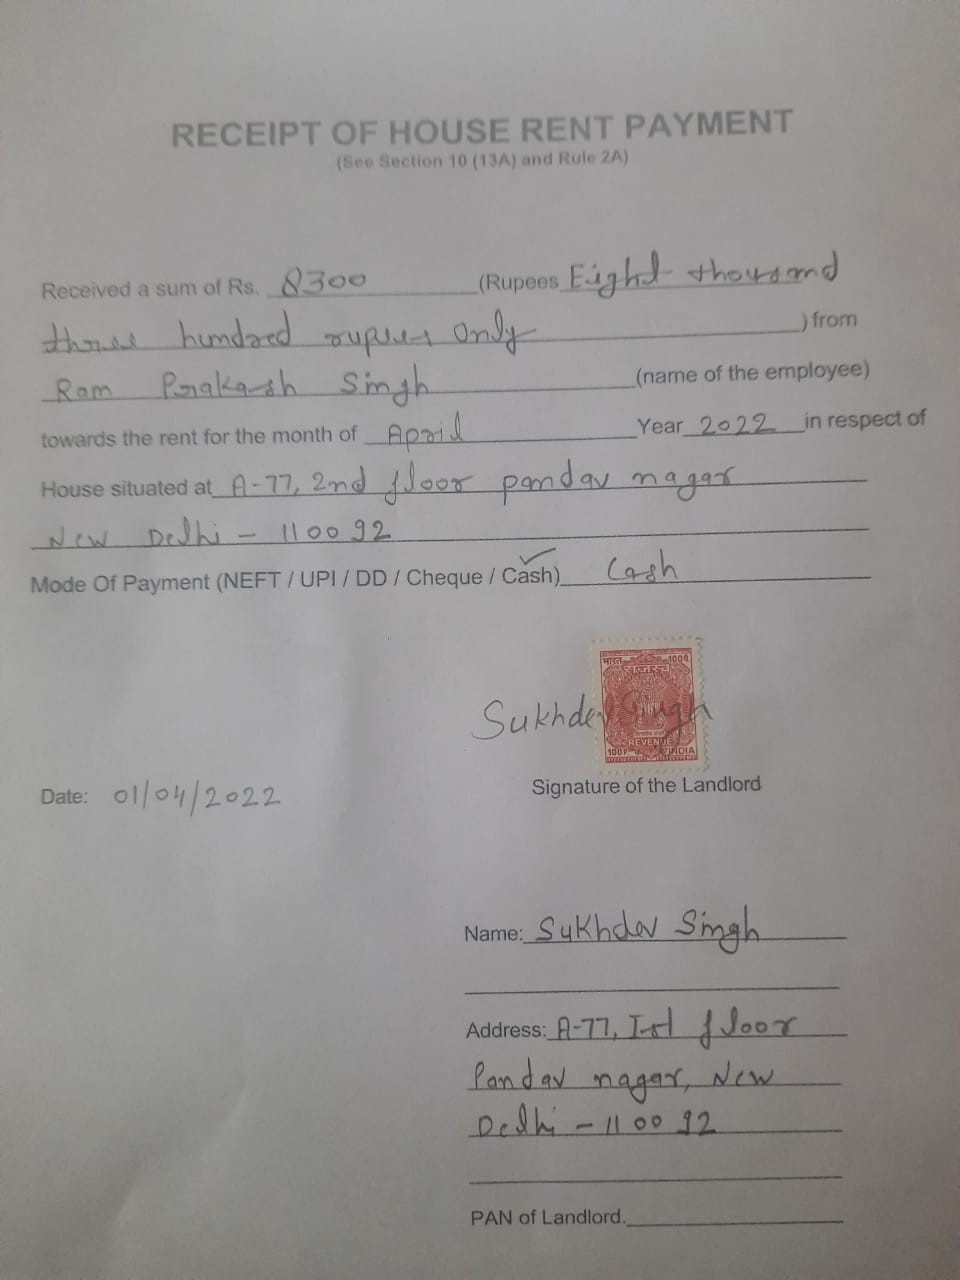 RECEIPT OF HOUSE RENT PAYMENT
(See Section 10 (13A) and Rule 2A)
Received a sum of Rs. 8300 (Rupees Eight thousand
three hundred rupees only ) from
Ram Prakash Singh (name of the employee)
towards the rent for the month of April Year 2022 in respect of
House situated at A-77, 2nd floor pandav nagar
New Delhi - 110092
Mode Of Payment (NEFT / UPI / DD / Cheque / Cash) Cash
भारत 100प
राजस्व
Sukhdev Singh
REVENUE
100P INDIA
Signature of the Landlord
Date: 01/04/2022
Name: Sukhdev Singh
Address: A-77, Ist floor
Pandav nagar, New
Delhi - 110092
PAN of Landlord.